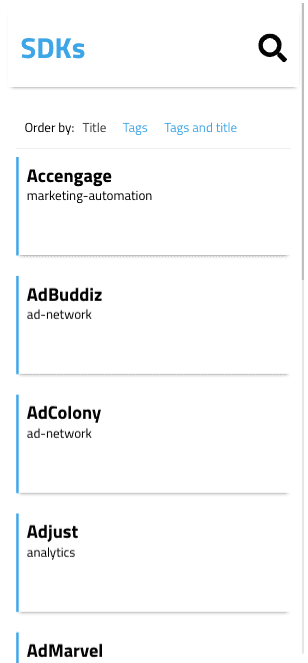 SDKs
Order by: Title Tags Tags and title
Accengage
marketing-automation
AdBuddiz
ad-network
AdColony
ad-network
Adjust
analytics
AdMarvel